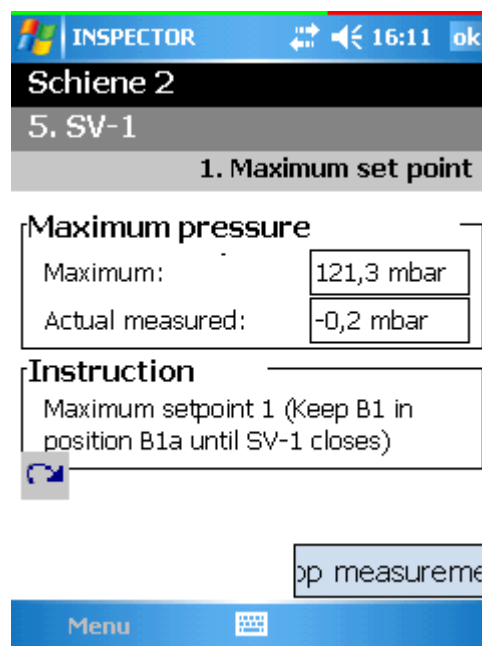 INSPECTOR 16:11 ok
Schiene 2
5. SV-1
1. Maximum set point
Maximum pressure
Maximum: 121,3 mbar
Actual measured: -0,2 mbar
Instruction
Maximum setpoint 1 (Keep B1 in
position B1a until SV-1 closes)
op measureme
Menu